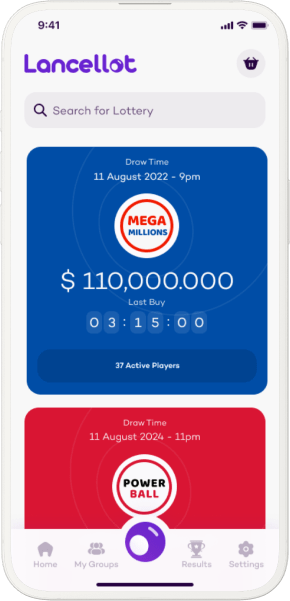 9:41
Lancellot
Search for Lottery
Draw Time
11 August 2022 - 9pm
MEGA
MILLIONS
$ 110,000.000
Last Buy
03:15:00
37 Active Players
Draw Time
11 August 2024 - 11pm
POWER
BALL
Home
My Groups
Results
Settings